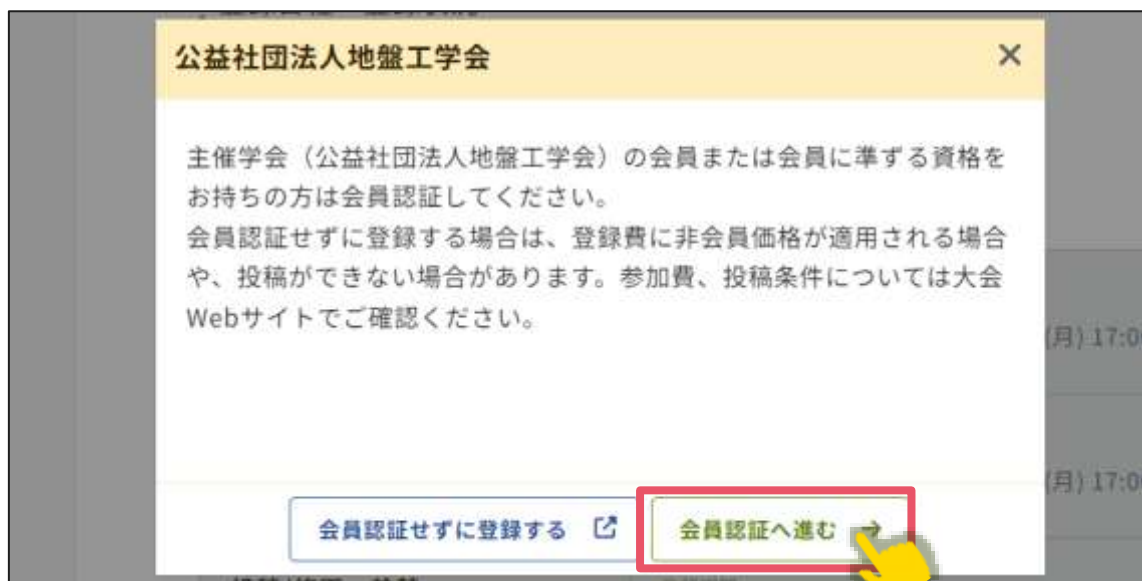 公益社団法人地盤工学会
主催学会（公益社団法人地盤工学会）の会員または会員に準ずる資格を
お持ちの方は会員認証してください。
会員認証せずに登録する場合は、登録費に非会員価格が適用される場合
や、投稿ができない場合があります。参加費、投稿条件については大会
Webサイトでご確認ください。
(月) 17:0
(月) 17:0
会員認証せずに登録する
会員認証へ進む →